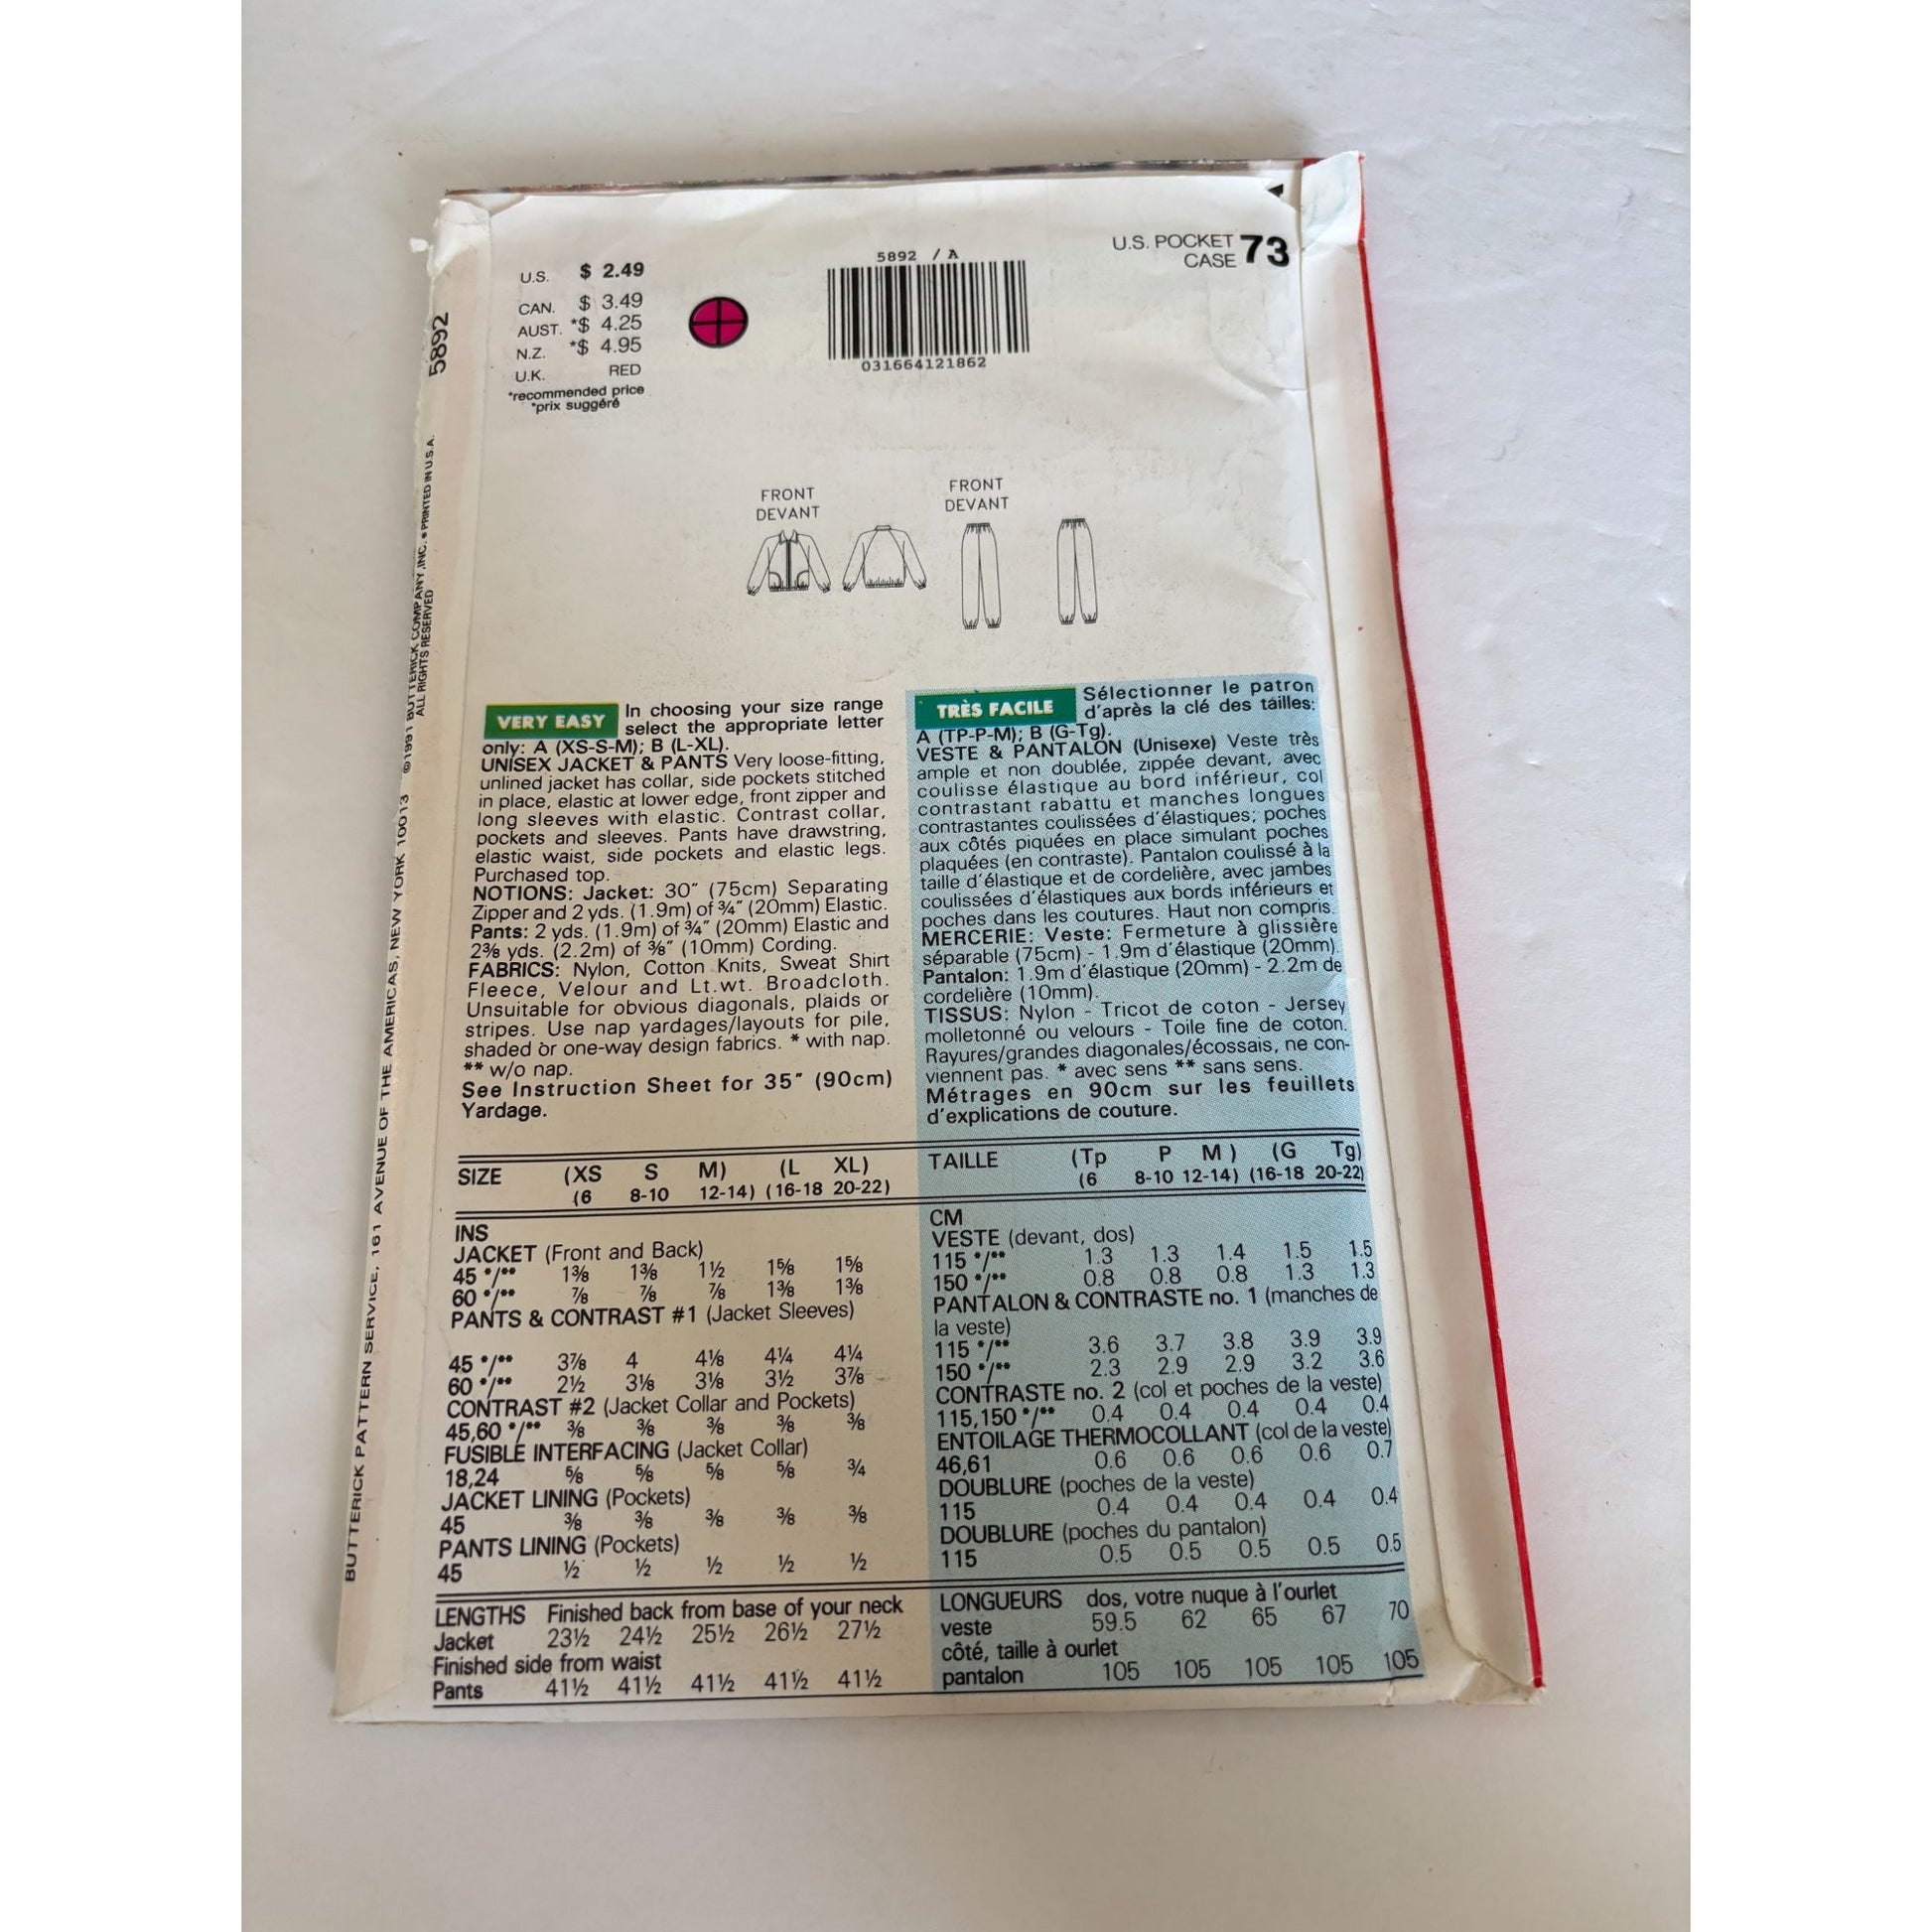 U.S. $ 2.49
CAN. $ 3.49
AUST. *$ 4.25
N.Z. *$ 4.95
U.K. RED
*recommended price
*prix suggéré
5892 / A
031664121862
U.S. POCKET
CASE 73
5892
BUTTERICK PATTERN SERVICE, 161 AVENUE OF THE AMERICAS, NEW YORK 10013 ©1991 BUTTERICK COMPANY, INC. • PRINTED IN U.S.A.
ALL RIGHTS RESERVED
FRONT
DEVANT
FRONT
DEVANT
VERY EASY In choosing your size range
select the appropriate letter
only: A (XS-S-M); B (L-XL).
UNISEX JACKET & PANTS Very loose-fitting,
unlined jacket has collar, side pockets stitched
in place, elastic at lower edge, front zipper and
long sleeves with elastic. Contrast collar,
pockets and sleeves. Pants have drawstring,
elastic waist, side pockets and elastic legs.
Purchased top.
NOTIONS: Jacket: 30" (75cm) Separating
Zipper and 2 yds. (1.9m) of ¾" (20mm) Elastic.
Pants: 2 yds. (1.9m) of ¾" (20mm) Elastic and
2⅜ yds. (2.2m) of ⅜" (10mm) Cording.
FABRICS: Nylon, Cotton Knits, Sweat Shirt
Fleece, Velour and Lt.wt. Broadcloth.
Unsuitable for obvious diagonals, plaids or
stripes. Use nap yardages/layouts for pile,
shaded or one-way design fabrics. * with nap.
** w/o nap.
See Instruction Sheet for 35" (90cm)
Yardage.
TRÈS FACILE Sélectionner le patron
d'après la clé des tailles:
A (TP-P-M); B (G-Tg).
VESTE & PANTALON (Unisexe) Veste très
ample et non doublée, zippée devant, avec
coulisse élastique au bord inférieur, col
contrastant rabattu et manches longues
contrastantes coulissées d'élastiques; poches
aux côtés piquées en place simulant poches
plaquées (en contraste). Pantalon coulissé à la
taille d'élastique et de cordelière, avec jambes
coulissées d'élastiques aux bords inférieurs et
poches dans les coutures. Haut non compris.
MERCERIE: Veste: Fermeture à glissière
séparable (75cm) - 1.9m d'élastique (20mm).
Pantalon: 1.9m d'élastique (20mm) - 2.2m de
cordelière (10mm).
TISSUS: Nylon - Tricot de coton - Jersey
molletonné ou velours - Toile fine de coton.
Rayures/grandes diagonales/écossais, ne con-
viennent pas. * avec sens ** sans sens.
Métrages en 90cm sur les feuillets
d'explications de couture.
SIZE (XS S M) (L XL)
(6 8-10 12-14) (16-18 20-22)
INS
JACKET (Front and Back)
45 */** 1⅜ 1⅜ 1½ 1⅝ 1⅝
60 */** ⅞ ⅞ ⅞ 1⅜ 1⅜
PANTS & CONTRAST #1 (Jacket Sleeves)
45 */** 3⅞ 4 4⅛ 4¼ 4¼
60 */** 2½ 3⅛ 3⅛ 3½ 3⅞
CONTRAST #2 (Jacket Collar and Pockets)
45,60 */** ⅜ ⅜ ⅜ ⅜ ⅜
FUSIBLE INTERFACING (Jacket Collar)
18,24 ⅝ ⅝ ⅝ ⅝ ¾
JACKET LINING (Pockets)
45 ⅜ ⅜ ⅜ ⅜ ⅜
PANTS LINING (Pockets)
45 ½ ½ ½ ½ ½
LENGTHS Finished back from base of your neck
Jacket 23½ 24½ 25½ 26½ 27½
Finished side from waist
Pants 41½ 41½ 41½ 41½ 41½
TAILLE (Tp P M) (G Tg)
(6 8-10 12-14) (16-18 20-22)
CM
VESTE (devant, dos)
115 */** 1.3 1.3 1.4 1.5 1.5
150 */** 0.8 0.8 0.8 1.3 1.3
PANTALON & CONTRASTE no. 1 (manches de
la veste)
115 */** 3.6 3.7 3.8 3.9 3.9
150 */** 2.3 2.9 2.9 3.2 3.6
CONTRASTE no. 2 (col et poches de la veste)
115,150 */** 0.4 0.4 0.4 0.4 0.4
ENTOILAGE THERMOCOLLANT (col de la veste)
46,61 0.6 0.6 0.6 0.6 0.7
DOUBLURE (poches de la veste)
115 0.4 0.4 0.4 0.4 0.4
DOUBLURE (poches du pantalon)
115 0.5 0.5 0.5 0.5 0.5
LONGUEURS dos, votre nuque à l'ourlet
veste 59.5 62 65 67 70
côté, taille à ourlet
pantalon 105 105 105 105 105